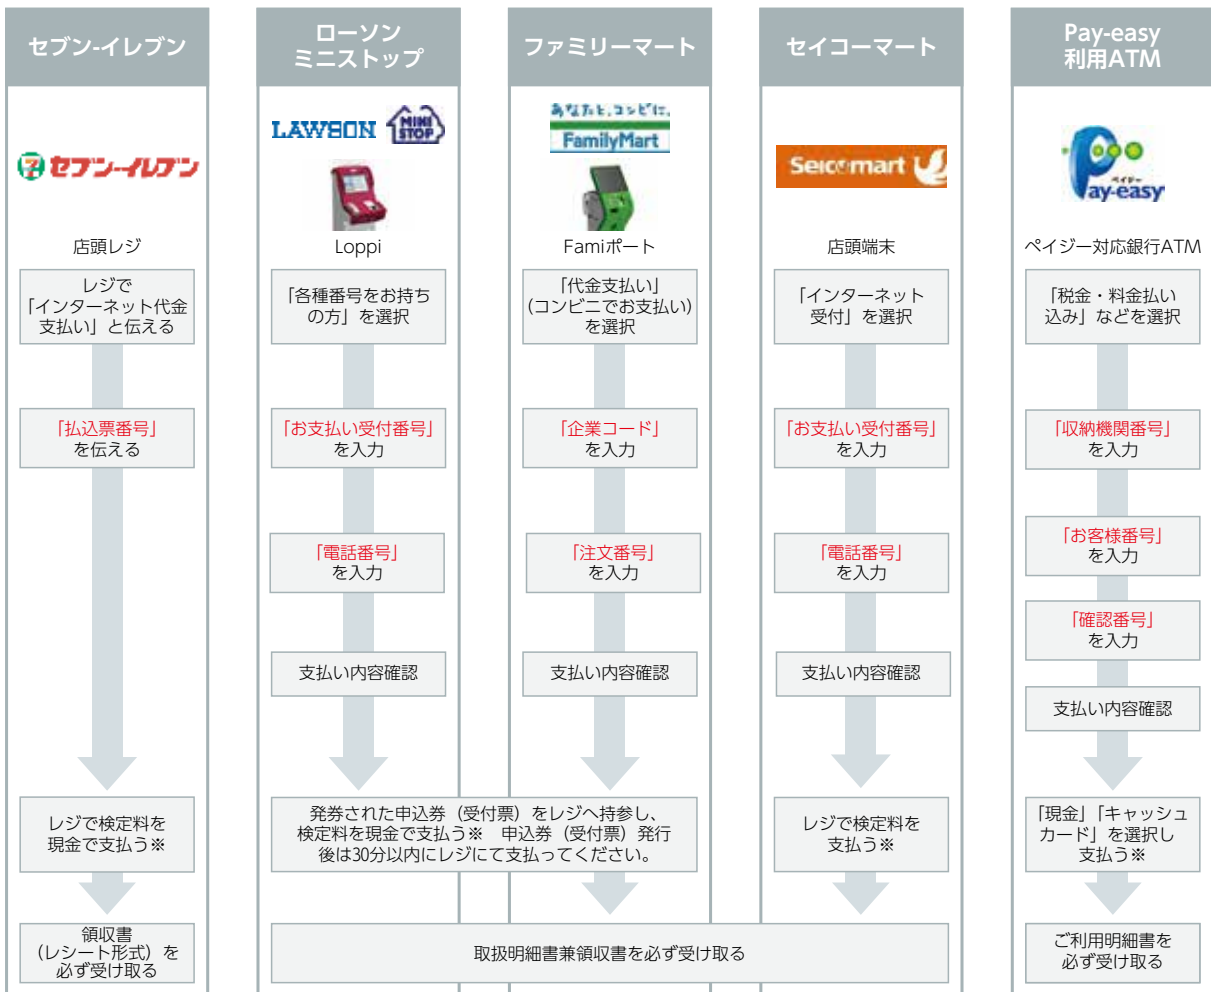 セブン-イレブン
セブン-イレブン
店頭レジ
レジで
「インターネット代金
支払い」と伝える
「払込票番号」
を伝える
レジで検定料を
現金で支払う※
領収書
（レシート形式）を
必ず受け取る
ローソン
ミニストップ
LAWSON
MINI
STOP
Loppi
「各種番号をお持ち
の方」を選択
「お支払い受付番号」
を入力
「電話番号」
を入力
支払い内容確認
ファミリーマート
あなたと、コンビに、
FamilyMart
Famiポート
「代金支払い」
(コンビニでお支払い)
を選択
「企業コード」
を入力
「注文番号」
を入力
支払い内容確認
発券された申込券（受付票）をレジへ持参し、
検定料を現金で支払う※　申込券（受付票）発行
後は30分以内にレジにて支払ってください。
セイコーマート
Seicomart
店頭端末
「インターネット
受付」を選択
「お支払い受付番号」
を入力
「電話番号」
を入力
支払い内容確認
レジで検定料を
支払う※
取扱明細書兼領収書を必ず受け取る
Pay-easy
利用ATM
ペイジー
Pay-easy
ペイジー対応銀行ATM
「税金・料金払い
込み」などを選択
「収納機関番号」
を入力
「お客様番号」
を入力
「確認番号」
を入力
支払い内容確認
「現金」「キャッシュ
カード」を選択し
支払う※
ご利用明細書を
必ず受け取る